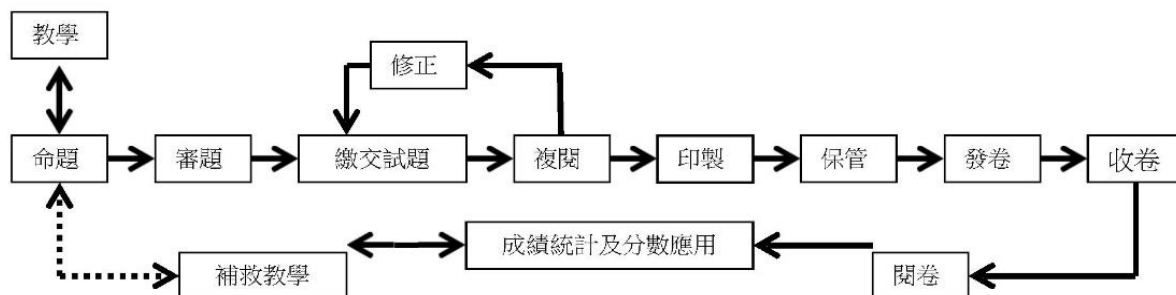 教學
修正
命題
審題
繳交試題
複閱
印製
保管
發卷
收卷
成績統計及分數應用
補救教學
閱卷